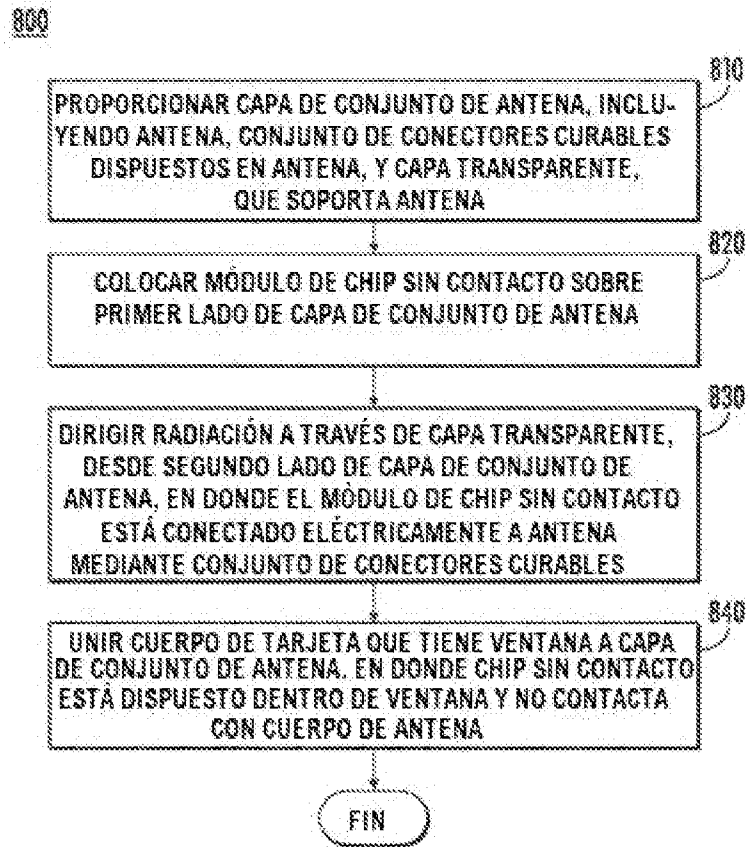 800
810
PROPORCIONAR CAPA DE CONJUNTO DE ANTENA, INCLU-
YENDO ANTENA, CONJUNTO DE CONECTORES CURABLES
DISPUESTOS EN ANTENA, Y CAPA TRANSPARENTE,
QUE SOPORTA ANTENA
820
COLOCAR MÓDULO DE CHIP SIN CONTACTO SOBRE
PRIMER LADO DE CAPA DE CONJUNTO DE ANTENA
830
DIRIGIR RADIACIÓN A TRAVÉS DE CAPA TRANSPARENTE,
DESDE SEGUNDO LADO DE CAPA DE CONJUNTO DE
ANTENA, EN DONDE EL MÒDULO DE CHIP SIN CONTACTO
ESTÁ CONECTADO ELÉCTRICAMENTE A ANTENA
MEDIANTE CONJUNTO DE CONECTORES CURABLES
840
UNIR CUERPO DE TARJETA QUE TIENE VENTANA A CAPA
DE CONJUNTO DE ANTENA. EN DONDE CHIP SIN CONTACTO
ESTÀ DISPUESTO DENTRO DE VENTANA Y NO CONTACTA
CON CUERPO DE ANTENA
FIN